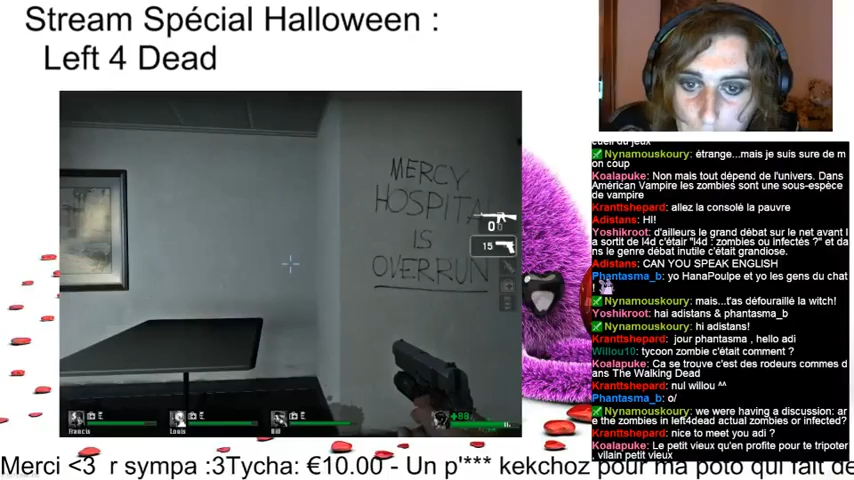 Stream Spécial Halloween :
Left 4 Dead
MERCY
HOSPITAL
IS
OVERRUN
0
15
Francis
Louis
Bill
+88
cueil du jeux
Nynamouskoury: étrange...mais je suis sure de m
on coup
Koalapuke: Non mais tout dépend de l'univers. Dans
American Vampire les zombies sont une sous-espèce
de vampire
Kranttshepard: allez la consolé la pauvre
Adistans: HI!
Yoshikroot: d'ailleurs le grand débat sur le net avant l
a sortit de l4d c'était "l4d : zombies ou infectés ?" et da
ns le genre débat inutile c'était grandiose.
Adistans: CAN YOU SPEAK ENGLISH
Phantasma_b: yo HanaPoulpe et yo les gens du chat
!
Nynamouskoury: mais...t'as défouraillé la witch!
Yoshikroot: hai adistans & phantasma_b
Nynamouskoury: hi adistans!
Kranttshepard: jour phantasma , hello adi
Willou10: tycoon zombie c'était comment ?
Koalapuke: Ca se trouve c'est des rodeurs commes d
ans The Walking Dead
Kranttshepard: nul willou ^^
Phantasma_b: o/
Nynamouskoury: we were having a discussion: ar
e the zombies in left4dead actual zombies or infected?
Kranttshepard: nice to meet you adi ?
Koalapuke: Le petit vieux qu'en profite pour te tripoter
, vilain petit vieux
Merci <3 r sympa :3Tycha: €10.00 - Un p'*** kekchoz pour ma poto qui fait de